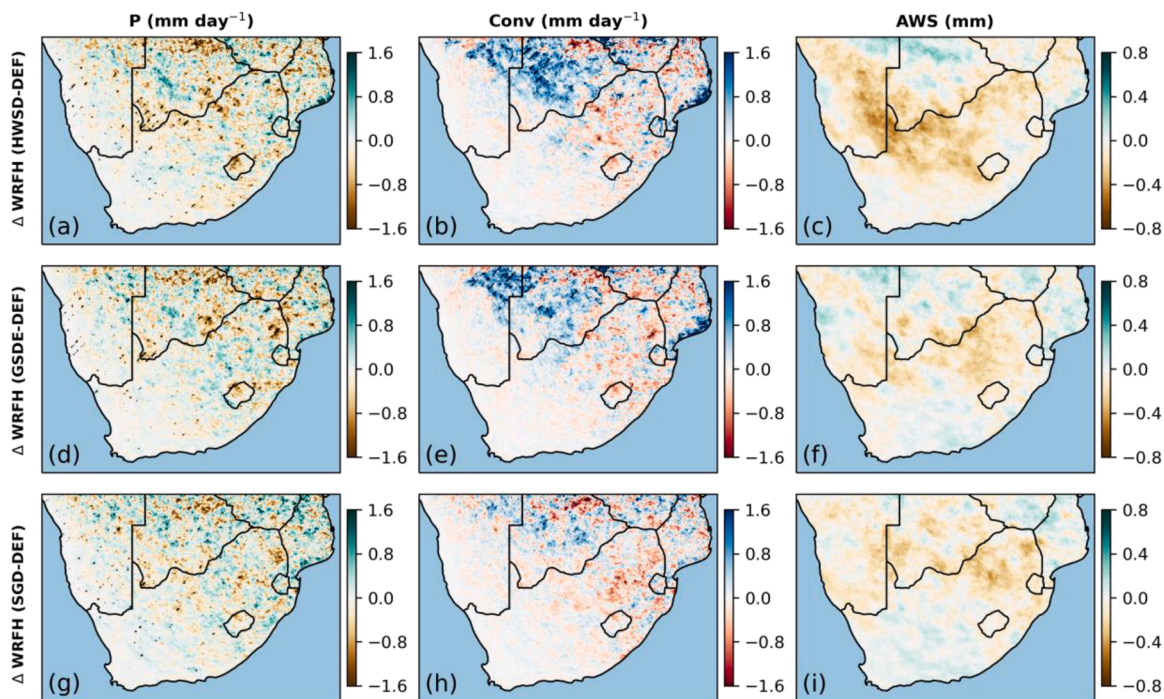 P (mm day⁻¹) Conv (mm day⁻¹) AWS (mm)
Δ WRFH (HWSD-DEF)
(a) 1.6 0.8 0.0 −0.8 −1.6
(b) 1.6 0.8 0.0 −0.8 −1.6
(c) 0.8 0.4 0.0 −0.4 −0.8
Δ WRFH (GSDE-DEF)
(d) 1.6 0.8 0.0 −0.8 −1.6
(e) 1.6 0.8 0.0 −0.8 −1.6
(f) 0.8 0.4 0.0 −0.4 −0.8
Δ WRFH (SGD-DEF)
(g) 1.6 0.8 0.0 −0.8 −1.6
(h) 1.6 0.8 0.0 −0.8 −1.6
(i) 0.8 0.4 0.0 −0.4 −0.8